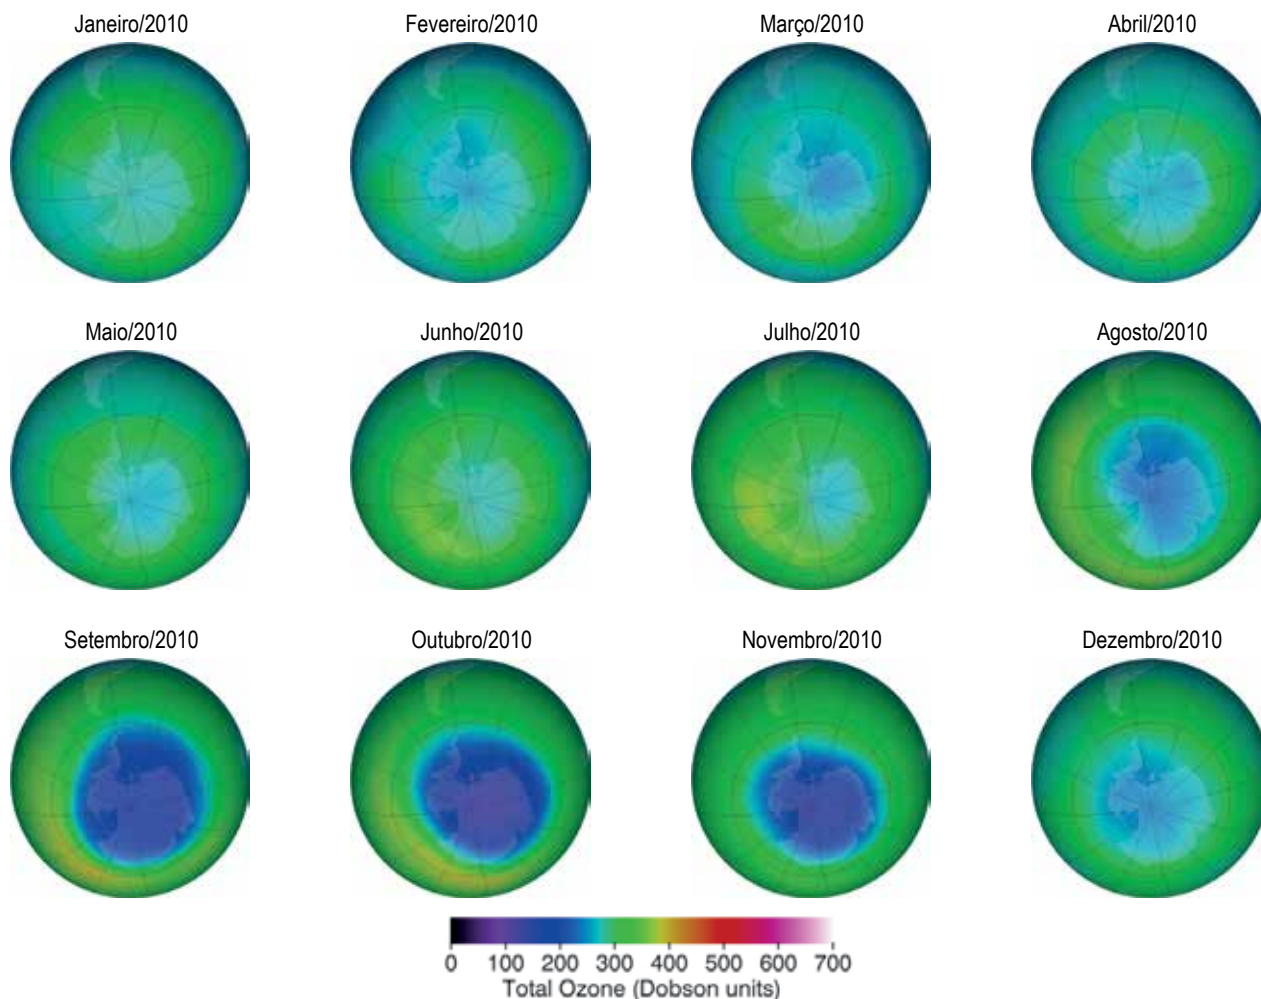 Janeiro/2010
Fevereiro/2010
Março/2010
Abril/2010
Maio/2010
Junho/2010
Julho/2010
Agosto/2010
Setembro/2010
Outubro/2010
Novembro/2010
Dezembro/2010
0 100 200 300 400 500 600 700
Total Ozone (Dobson units)